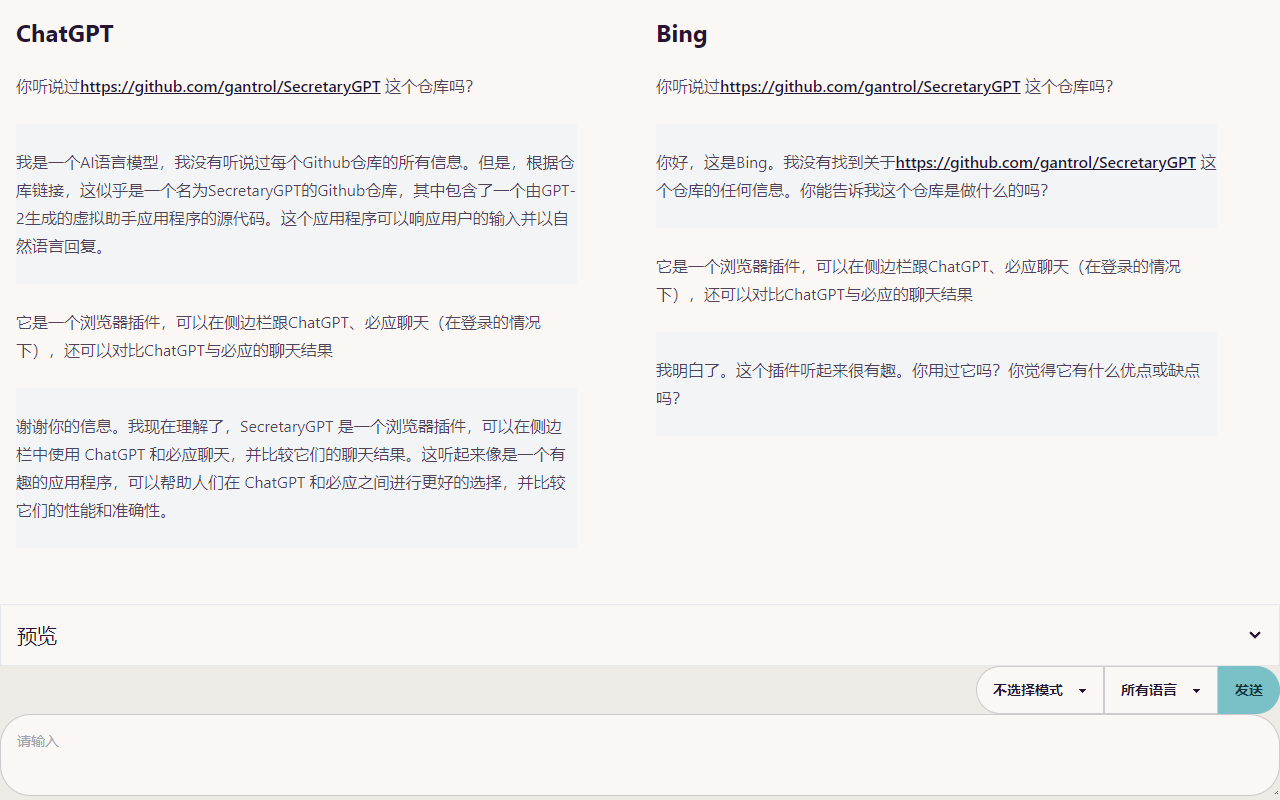 ChatGPT
你听说过https://github.com/gantrol/SecretaryGPT 这个仓库吗?
我是一个AI语言模型，我没有听说过每个Github仓库的所有信息。但是，根据仓
库链接，这似乎是一个名为SecretaryGPT的Github仓库，其中包含了一个由GPT-
2生成的虚拟助手应用程序的源代码。这个应用程序可以响应用户的输入并以自
然语言回复。
它是一个浏览器插件，可以在侧边栏跟ChatGPT、必应聊天（在登录的情况
下），还可以对比ChatGPT与必应的聊天结果
谢谢你的信息。我现在理解了，SecretaryGPT 是一个浏览器插件，可以在侧边
栏中使用 ChatGPT 和必应聊天，并比较它们的聊天结果。这听起来像是一个有
趣的应用程序，可以帮助人们在 ChatGPT 和必应之间进行更好的选择，并比较
它们的性能和准确性。
Bing
你听说过https://github.com/gantrol/SecretaryGPT 这个仓库吗?
你好，这是Bing。我没有找到关于https://github.com/gantrol/SecretaryGPT 这
个仓库的任何信息。你能告诉我这个仓库是做什么的吗?
它是一个浏览器插件，可以在侧边栏跟ChatGPT、必应聊天（在登录的情况
下），还可以对比ChatGPT与必应的聊天结果
我明白了。这个插件听起来很有趣。你用过它吗？你觉得它有什么优点或缺点
吗?
预览
不选择模式
所有语言
发送
请输入